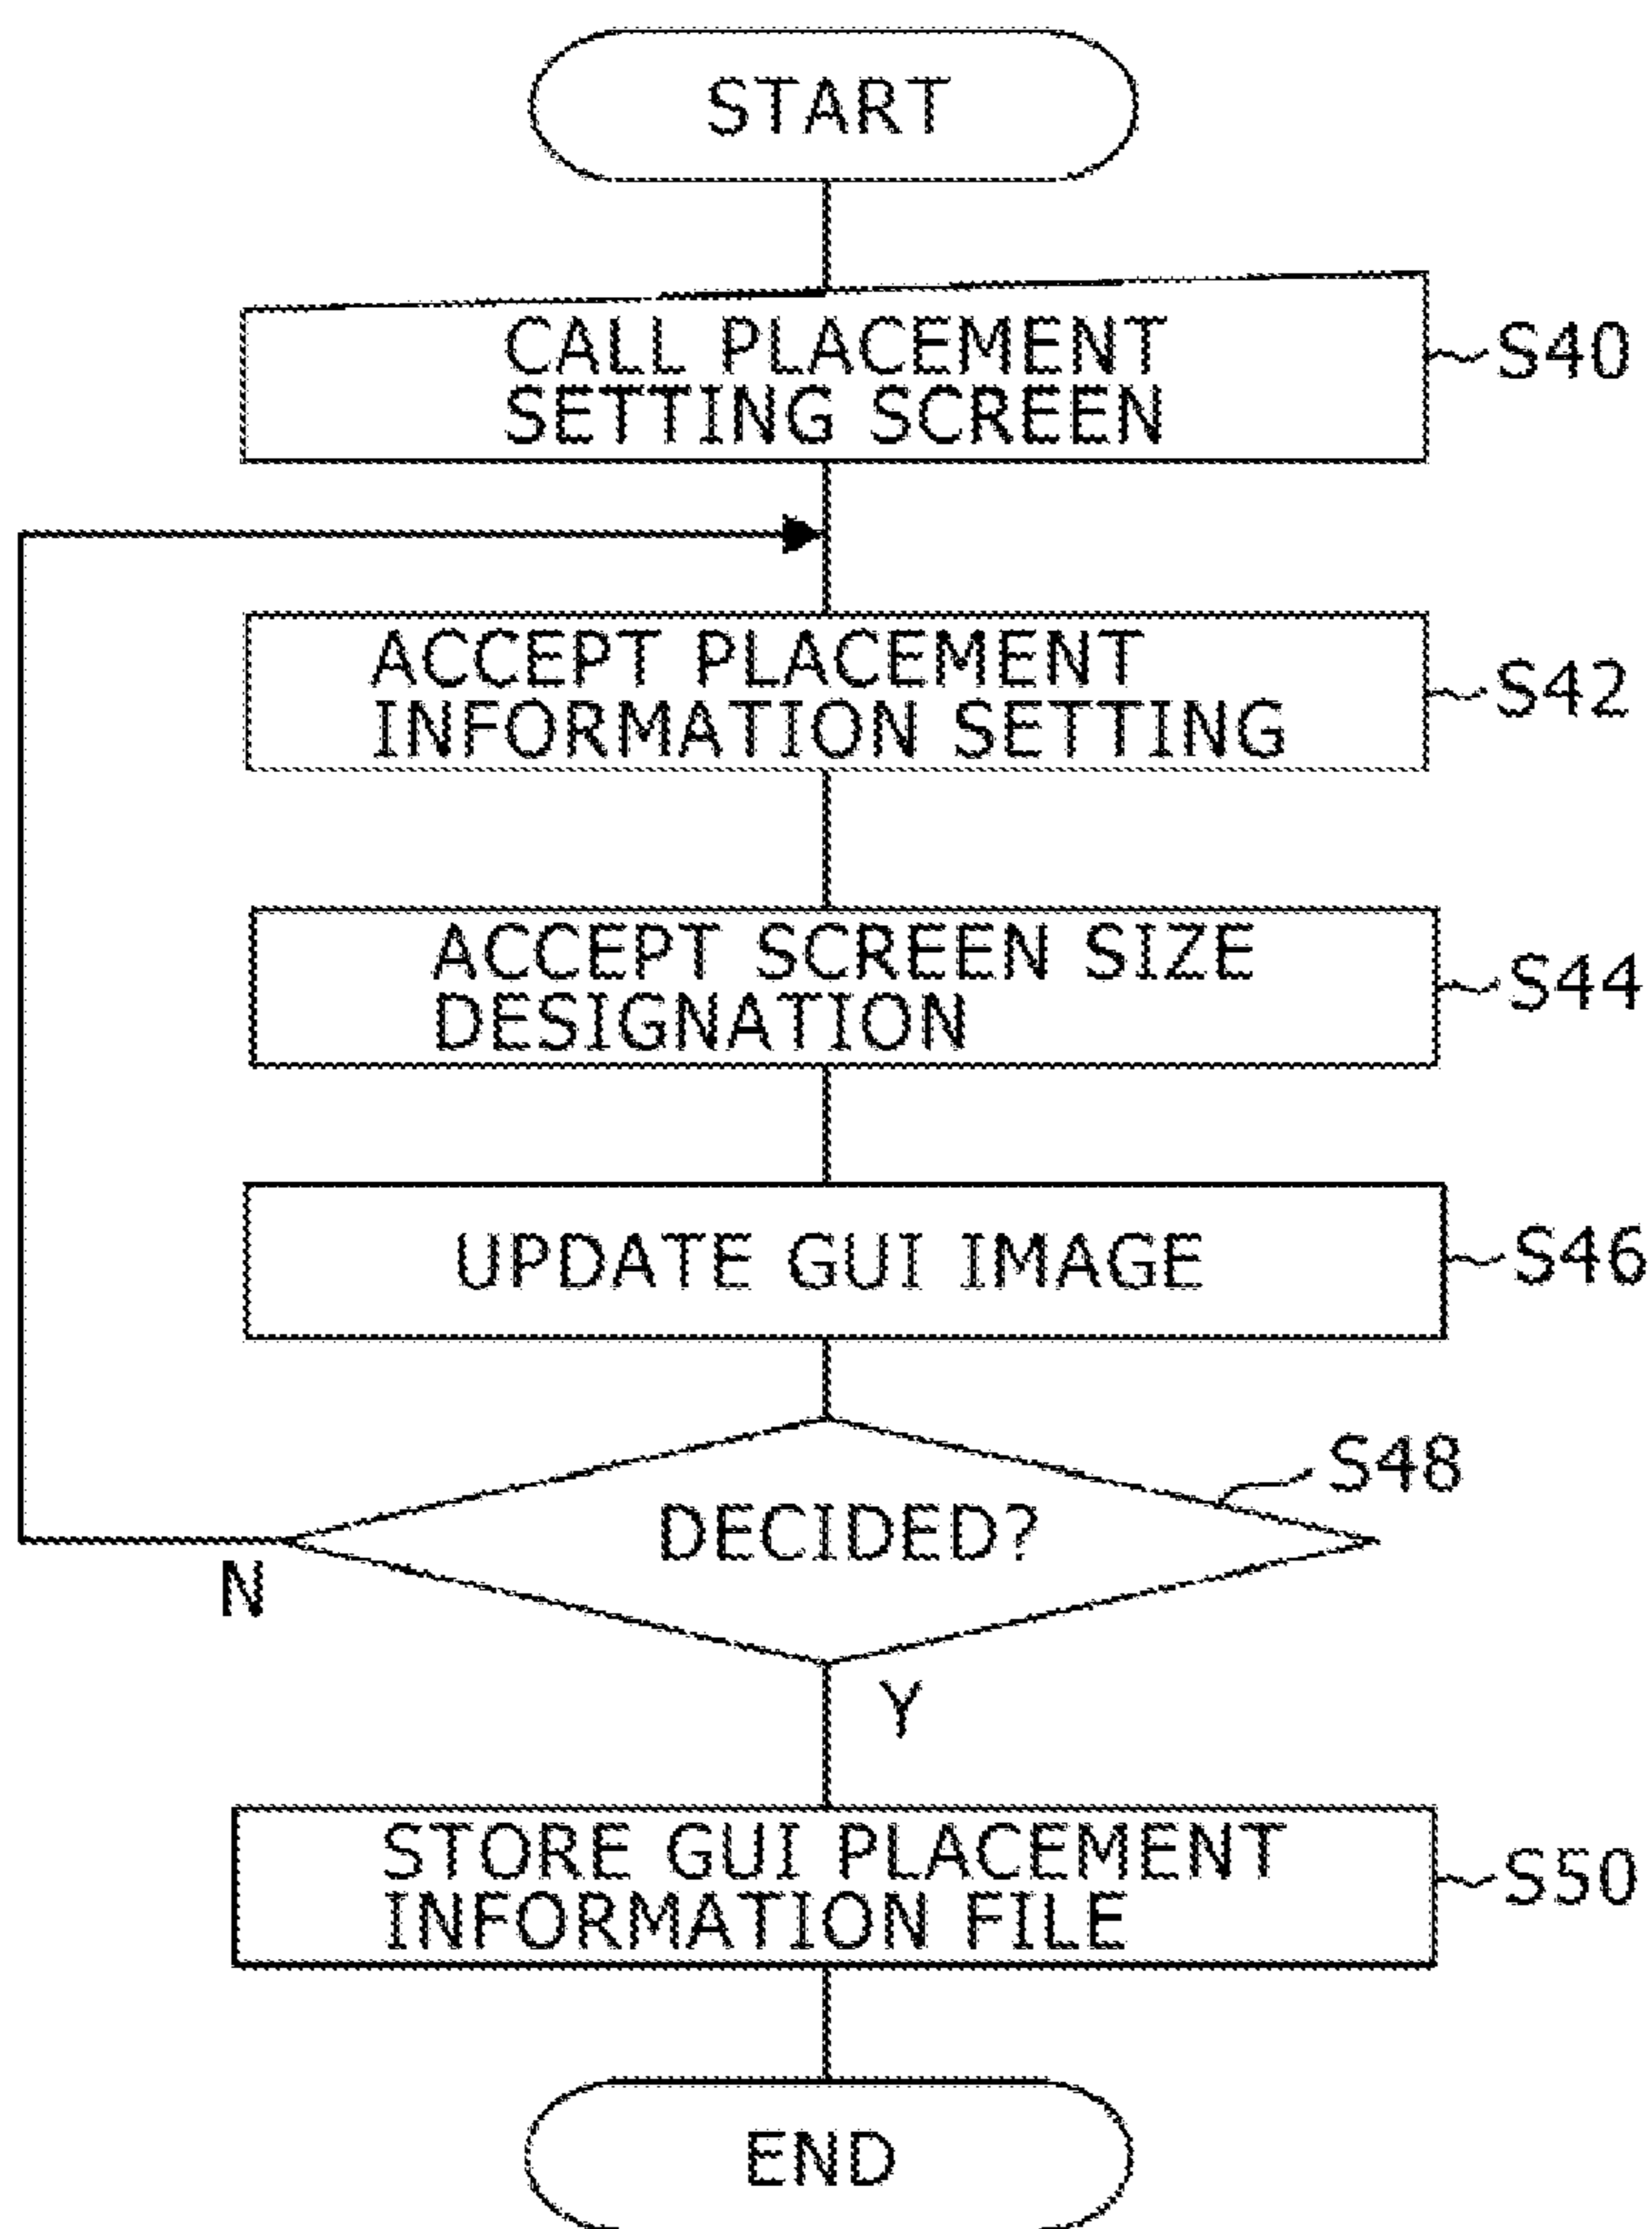 START
CALL PLACEMENT
SETTING SCREEN
S40
ACCEPT PLACEMENT
INFORMATION SETTING
S42
ACCEPT SCREEN SIZE
DESIGNATION
S44
UPDATE GUI IMAGE
S46
DECIDED?
S48
N
Y
STORE GUI PLACEMENT
INFORMATION FILE
S50
END